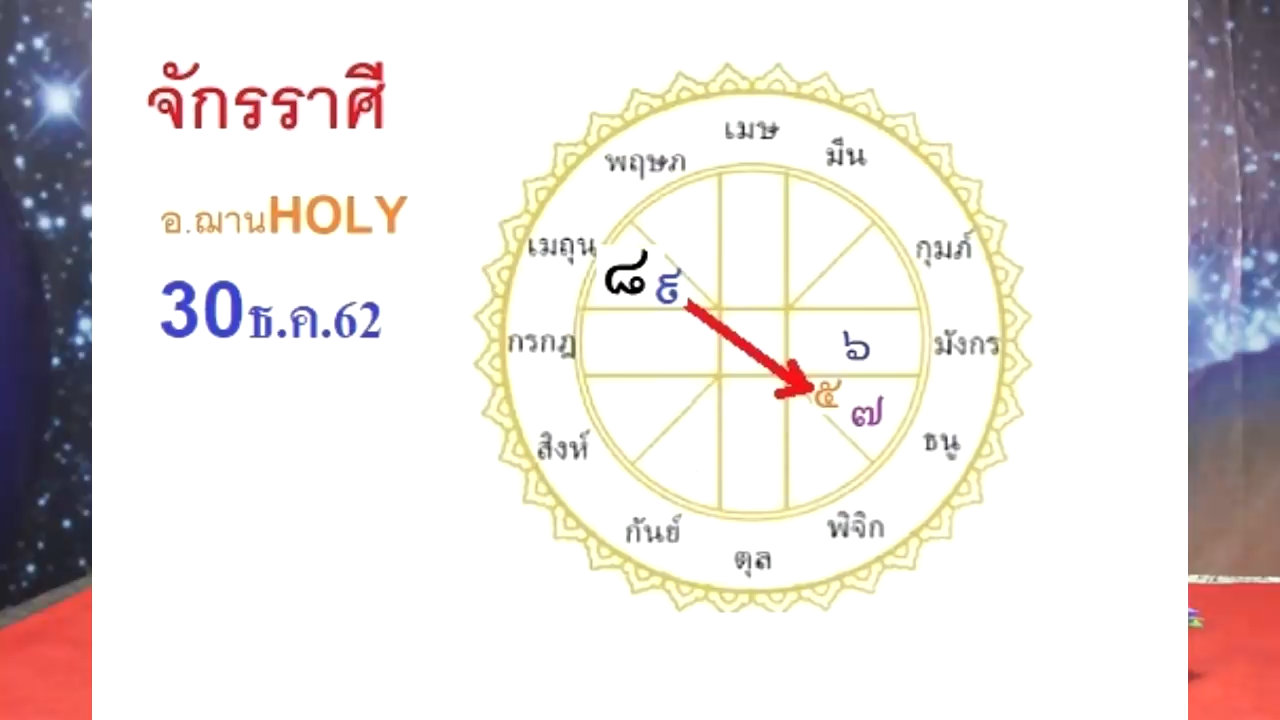 จักรราศี
อ.ฌานHOLY
30ธ.ค.62
เมษ
พฤษภ
มีน
เมถุน
กุมภ์
๘ ๙
กรกฎ
๖
มังกร
๕ ๗
สิงห์
ธนู
กันย์
พิจิก
ตุล